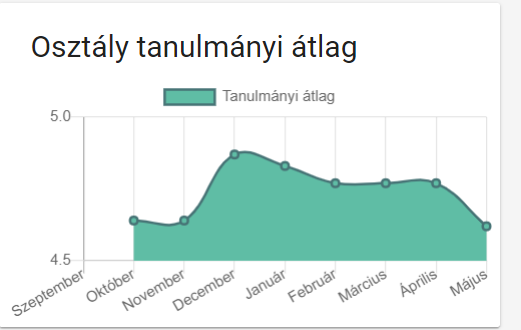 Osztály tanulmányi átlag
Tanulmányi átlag
5.0
4.5
Szeptember
Október
November
December
Január
Február
Március
Április
Május